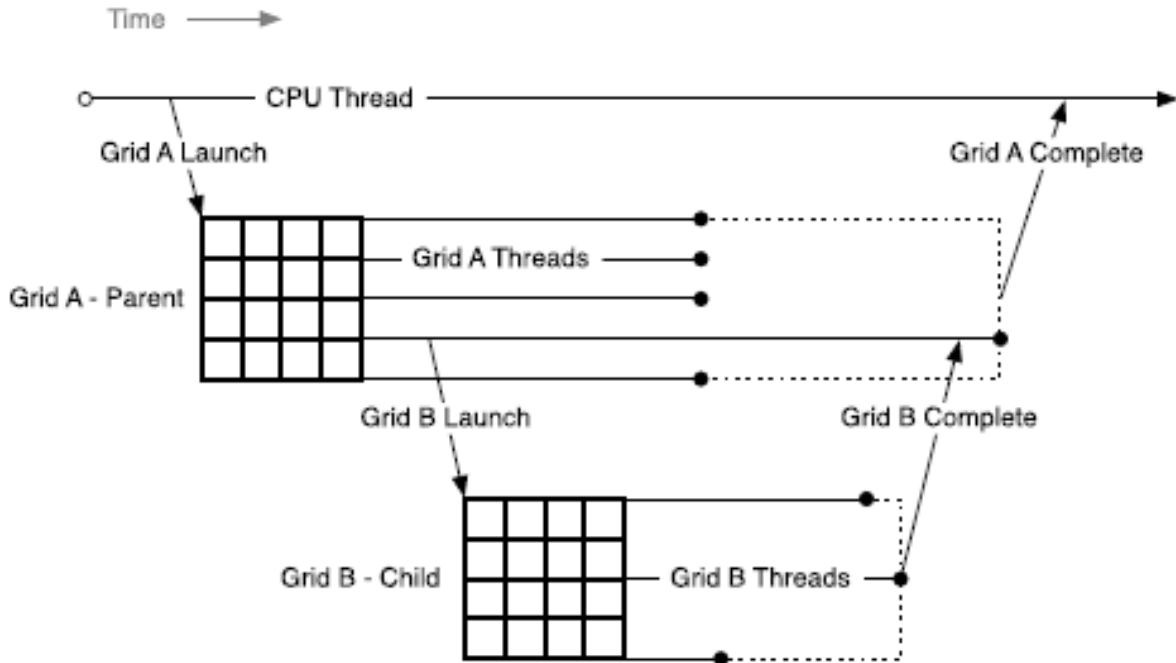 Time
CPU Thread
Grid A Launch
Grid A Complete
Grid A Threads
Grid A - Parent
Grid B Launch
Grid B Complete
Grid B - Child
Grid B Threads